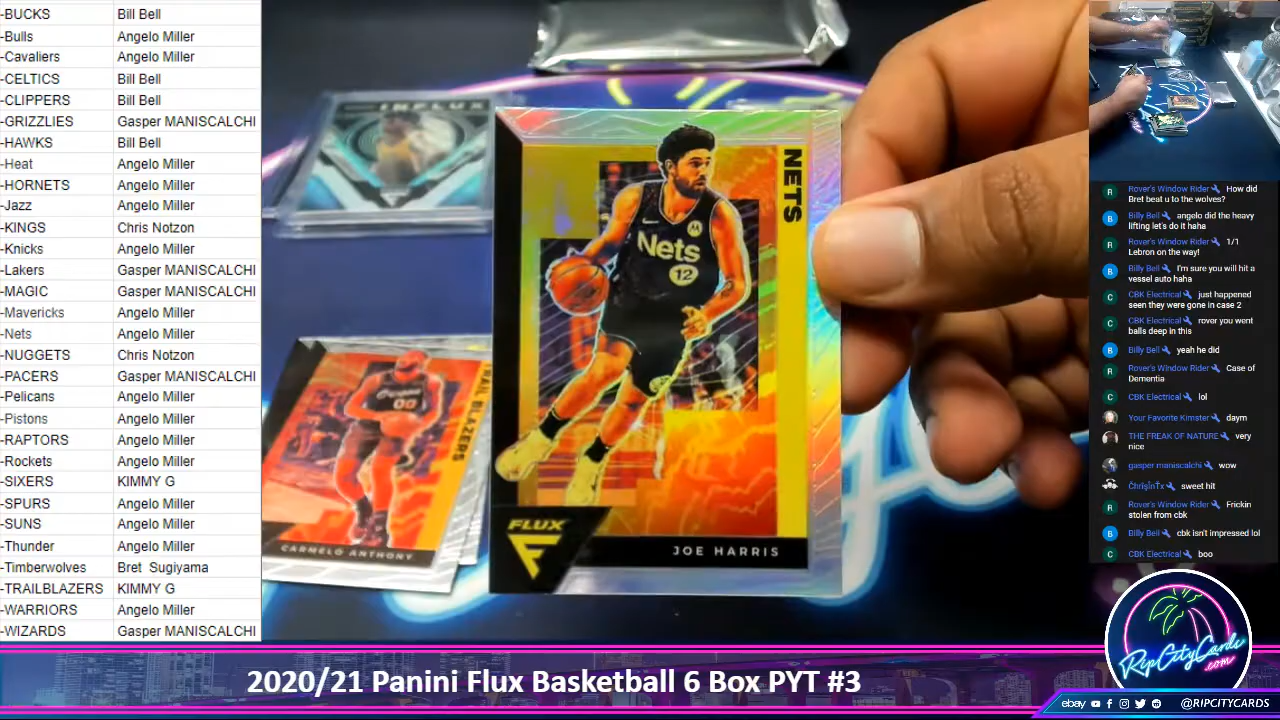 -BUCKS Bill Bell
-Bulls Angelo Miller
-Cavaliers Angelo Miller
-CELTICS Bill Bell
-CLIPPERS Bill Bell
-GRIZZLIES Gasper MANISCALCHI
-HAWKS Bill Bell
-Heat Angelo Miller
-HORNETS Angelo Miller
-Jazz Angelo Miller
-KINGS Chris Notzon
-Knicks Angelo Miller
-Lakers Gasper MANISCALCHI
-MAGIC Gasper MANISCALCHI
-Mavericks Angelo Miller
-Nets Angelo Miller
-NUGGETS Chris Notzon
-PACERS Gasper MANISCALCHI
-Pelicans Angelo Miller
-Pistons Angelo Miller
-RAPTORS Angelo Miller
-Rockets Angelo Miller
-SIXERS KIMMY G
-SPURS Angelo Miller
-SUNS Angelo Miller
-Thunder Angelo Miller
-Timberwolves Bret Sugiyama
-TRAILBLAZERS KIMMY G
-WARRIORS Angelo Miller
-WIZARDS Gasper MANISCALCHI
INFLUX
NETS
Nets
12
FLUX
JOE HARRIS
TRAIL BLAZERS
00
CARMELO ANTHONY
R Rover's Window Rider How did
Bret beat u to the wolves?
B Billy Bell angelo did the heavy
lifting let's do it haha
R Rover's Window Rider 1/1
Lebron on the way!
B Billy Bell I'm sure you will hit a
vessel auto haha
C CBK Electrical just happened
seen they were gone in case 2
C CBK Electrical rover you went
balls deep in this
B Billy Bell yeah he did
R Rover's Window Rider Case of
Dementia
C CBK Electrical lol
Your Favorite Kimster daym
THE FREAK OF NATURE very
nice
gasper maniscalchi wow
sweet hit
R Rover's Window Rider Frickin
stolen from cbk
B Billy Bell cbk isn't impressed lol
C CBK Electrical boo
RipCityCards
.com
2020/21 Panini Flux Basketball 6 Box PYT #3
ebay @RIPCITYCARDS